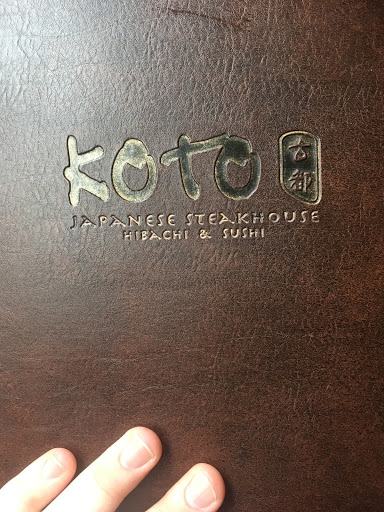 KOTO
古都
JAPANESE STEAKHOUSE
HIBACHI & SUSHI